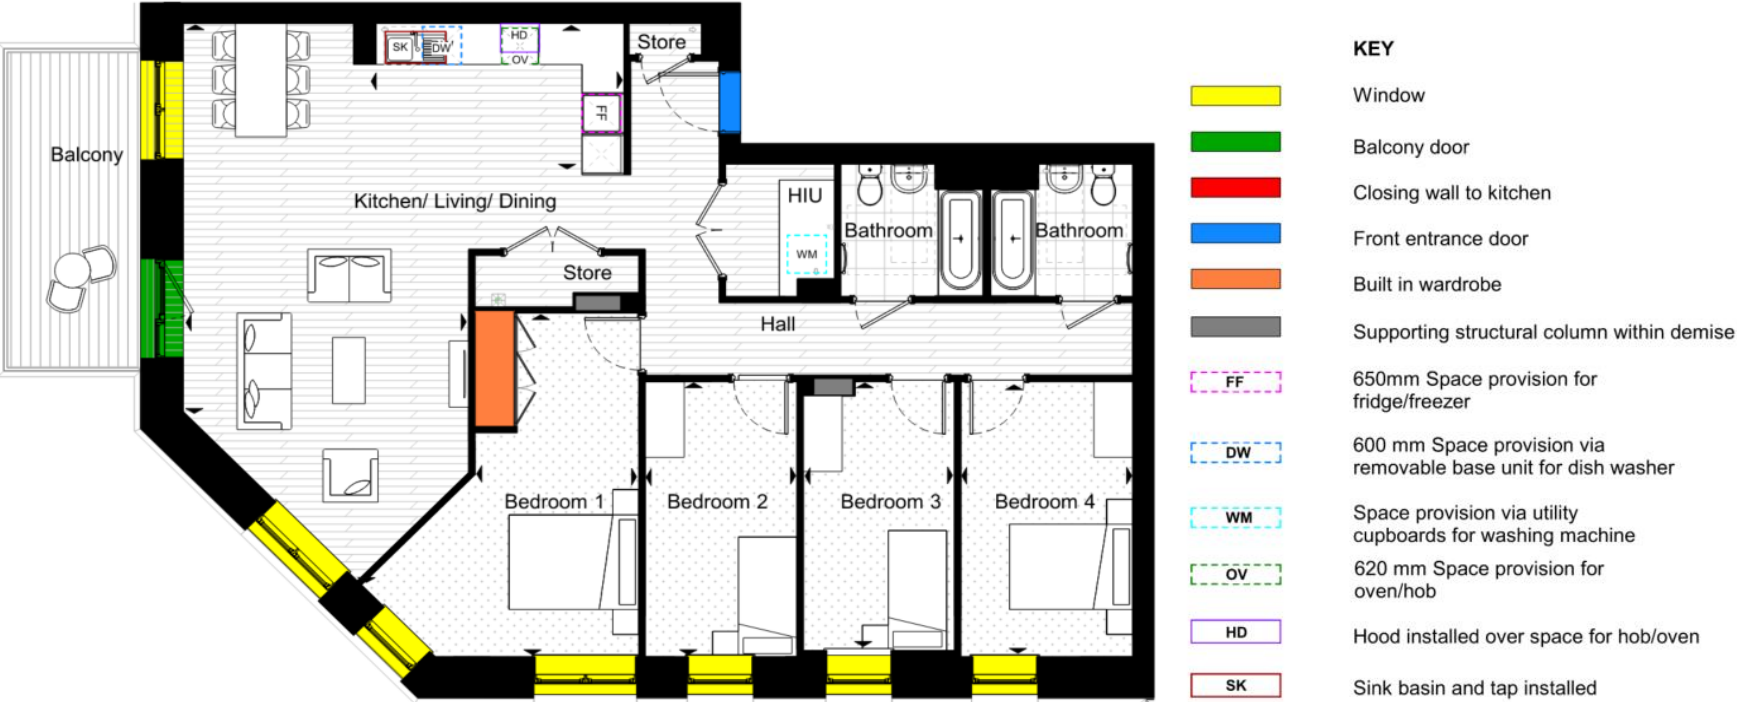 Store
SK
DW
HD
OV
FF
Balcony
Kitchen/ Living/ Dining
HIU
WM
Bathroom
Bathroom
Store
Hall
Bedroom 1
Bedroom 2
Bedroom 3
Bedroom 4
KEY
Window
Balcony door
Closing wall to kitchen
Front entrance door
Built in wardrobe
Supporting structural column within demise
FF
650mm Space provision for
fridge/freezer
DW
600 mm Space provision via
removable base unit for dish washer
WM
Space provision via utility
cupboards for washing machine
OV
620 mm Space provision for
oven/hob
HD
Hood installed over space for hob/oven
SK
Sink basin and tap installed